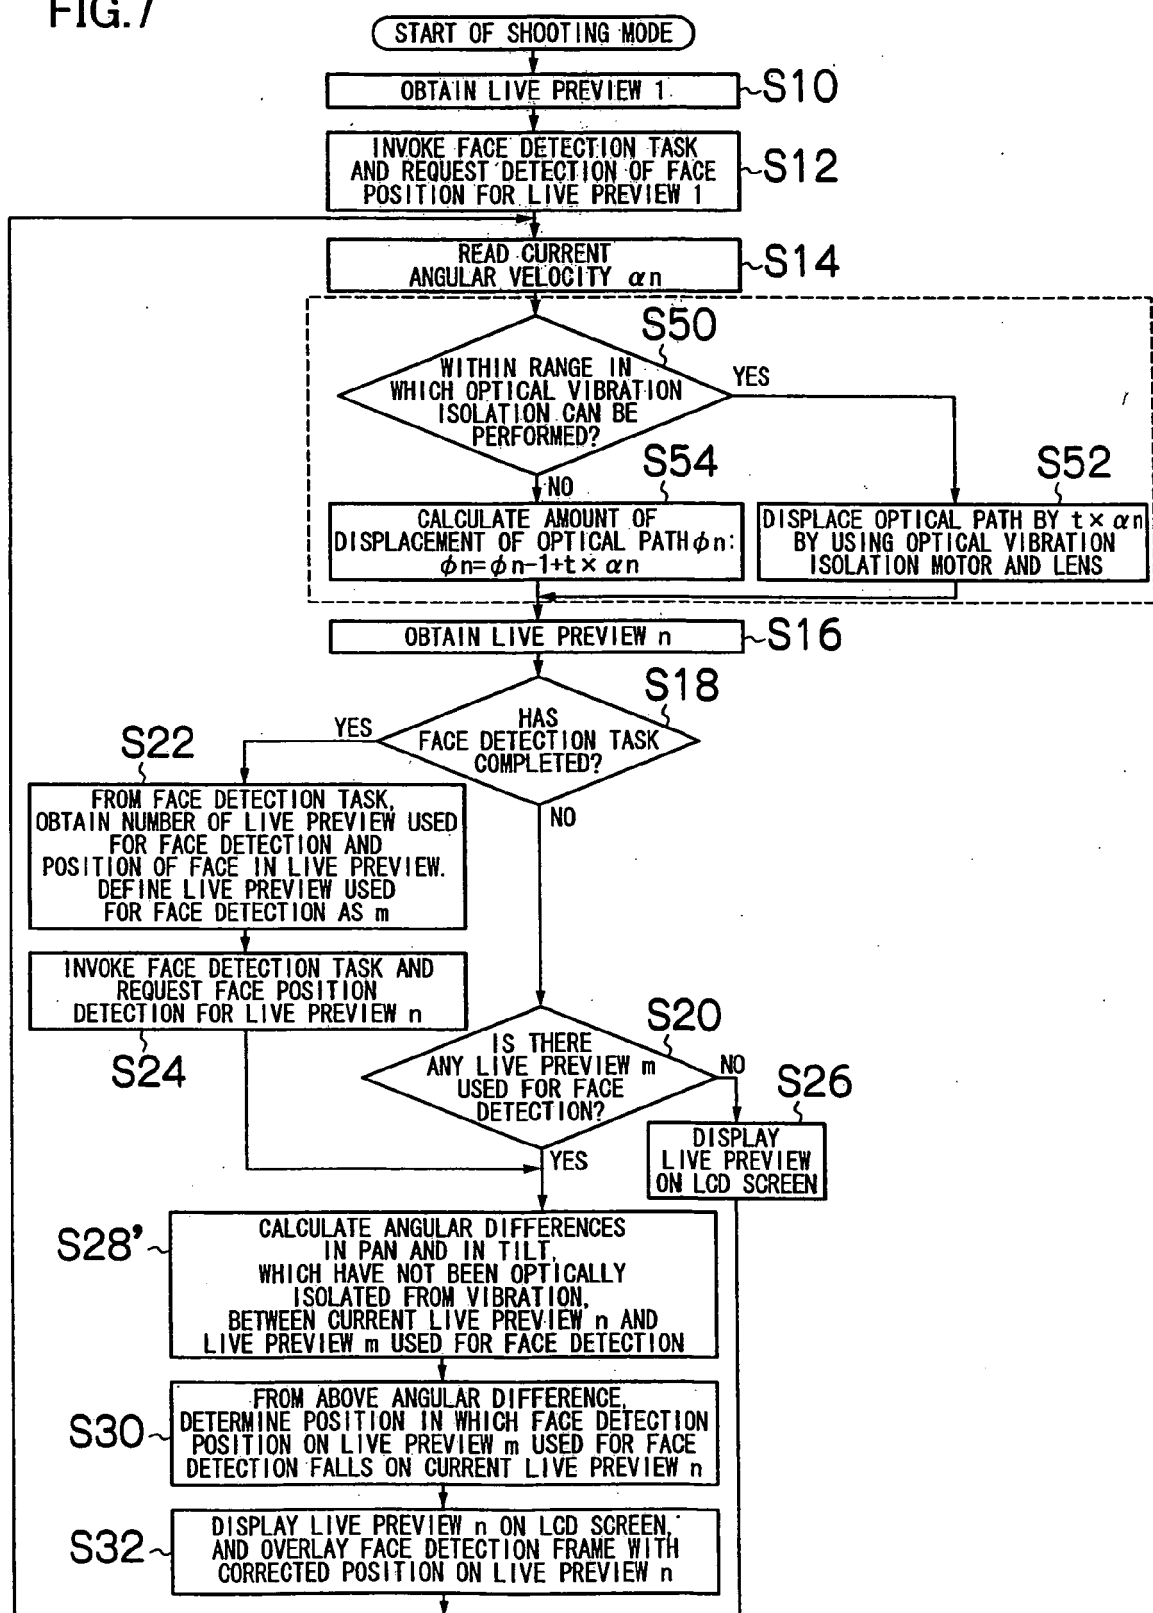 FIG.7
START OF SHOOTING MODE
OBTAIN LIVE PREVIEW 1
S10
INVOKE FACE DETECTION TASK
AND REQUEST DETECTION OF FACE
POSITION FOR LIVE PREVIEW 1
S12
READ CURRENT
ANGULAR VELOCITY αn
S14
S50
WITHIN RANGE IN
WHICH OPTICAL VIBRATION
ISOLATION CAN BE
PERFORMED?
YES
NO
S54
CALCULATE AMOUNT OF
DISPLACEMENT OF OPTICAL PATH ϕn:
ϕn=ϕn-1+t×αn
S52
DISPLACE OPTICAL PATH BY t×αn
BY USING OPTICAL VIBRATION
ISOLATION MOTOR AND LENS
OBTAIN LIVE PREVIEW n
S16
S18
HAS
FACE DETECTION TASK
COMPLETED?
YES
NO
S22
FROM FACE DETECTION TASK,
OBTAIN NUMBER OF LIVE PREVIEW USED
FOR FACE DETECTION AND
POSITION OF FACE IN LIVE PREVIEW.
DEFINE LIVE PREVIEW USED
FOR FACE DETECTION AS m
INVOKE FACE DETECTION TASK AND
REQUEST FACE POSITION
DETECTION FOR LIVE PREVIEW n
S24
S20
IS THERE
ANY LIVE PREVIEW m
USED FOR FACE
DETECTION?
NO
YES
S26
DISPLAY
LIVE PREVIEW
ON LCD SCREEN
S28'
CALCULATE ANGULAR DIFFERENCES
IN PAN AND IN TILT,
WHICH HAVE NOT BEEN OPTICALLY
ISOLATED FROM VIBRATION,
BETWEEN CURRENT LIVE PREVIEW n AND
LIVE PREVIEW m USED FOR FACE DETECTION
S30
FROM ABOVE ANGULAR DIFFERENCE,
DETERMINE POSITION IN WHICH FACE DETECTION
POSITION ON LIVE PREVIEW m USED FOR FACE
DETECTION FALLS ON CURRENT LIVE PREVIEW n
S32
DISPLAY LIVE PREVIEW n ON LCD SCREEN,
AND OVERLAY FACE DETECTION FRAME WITH
CORRECTED POSITION ON LIVE PREVIEW n